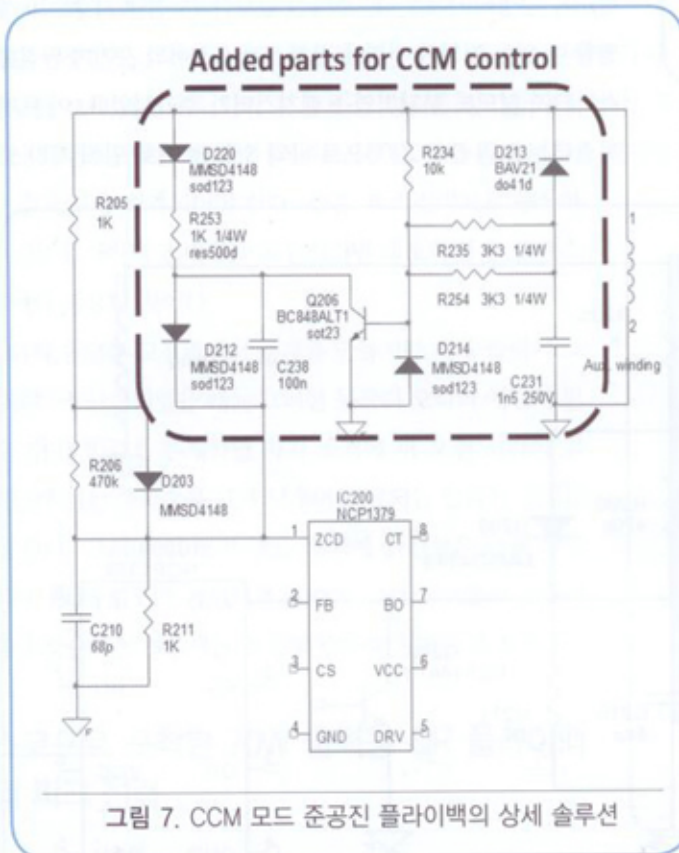 Added parts for CCM control
D220
MMSD4148
sod123
R234
10k
D213
BAV21
do41d
R205
1K
R253
1K 1/4W
res500d
1
R235 3K3 1/4W
Q206
BC848ALT1
sot23
R254 3K3 1/4W
2
D212
MMSD4148
sod123
C238
100n
D214
MMSD4148
sod123
C231
1n5 250V
Aux. winding
R206
470k
D203
MMSD4148
IC200
NCP1379
1 ZCD CT 8
2 FB BO 7
C210
68p
R211
1K
3 CS VCC 6
4 GND DRV 5
그림 7. CCM 모드 준공진 플라이백의 상세 솔루션